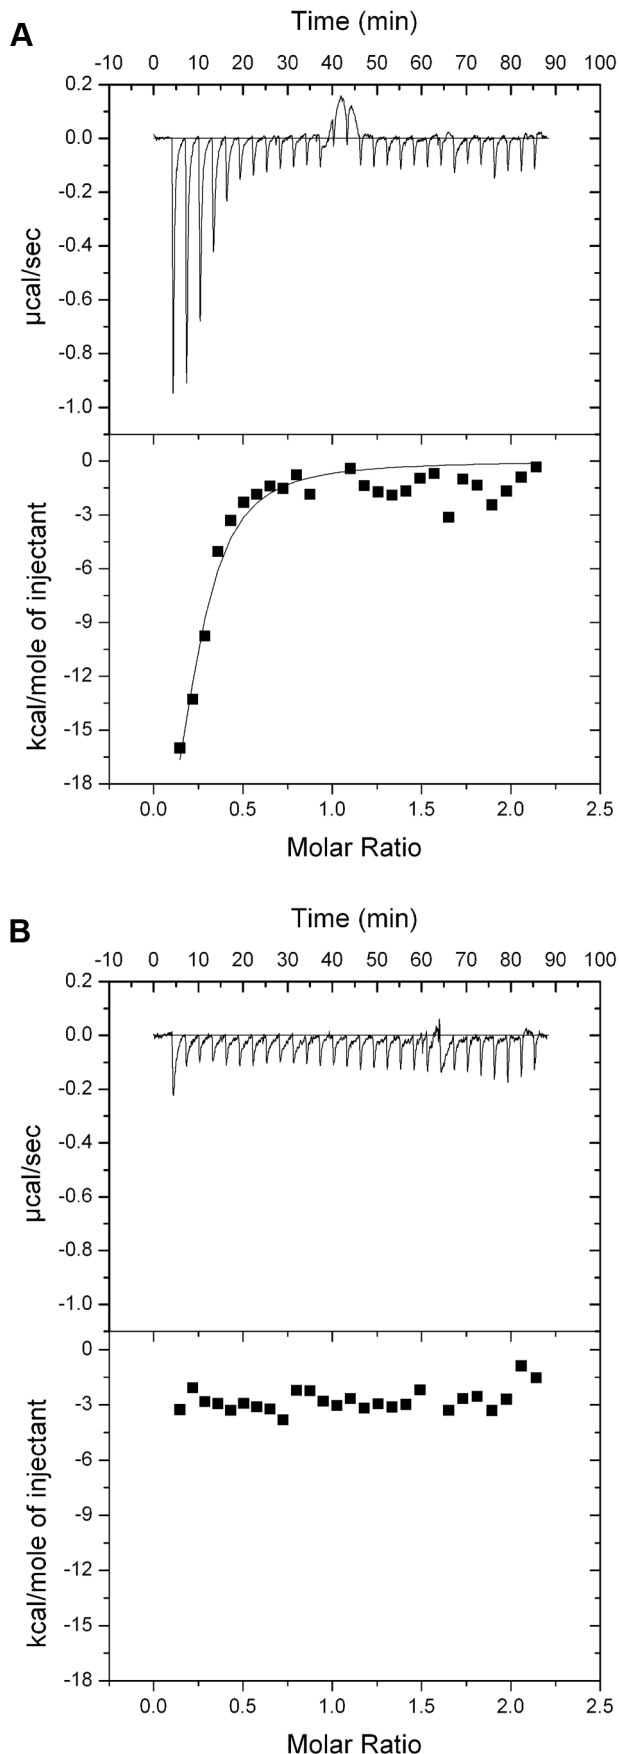 A
Time (min)
-10 0 10 20 30 40 50 60 70 80 90 100
0.2
0.0
-0.2
-0.4
-0.6
-0.8
-1.0
µcal/sec
0
-3
-6
-9
-12
-15
-18
kcal/mole of injectant
0.0 0.5 1.0 1.5 2.0 2.5
Molar Ratio
B
Time (min)
-10 0 10 20 30 40 50 60 70 80 90 100
0.2
0.0
-0.2
-0.4
-0.6
-0.8
-1.0
µcal/sec
0
-3
-6
-9
-12
-15
-18
kcal/mole of injectant
0.0 0.5 1.0 1.5 2.0 2.5
Molar Ratio